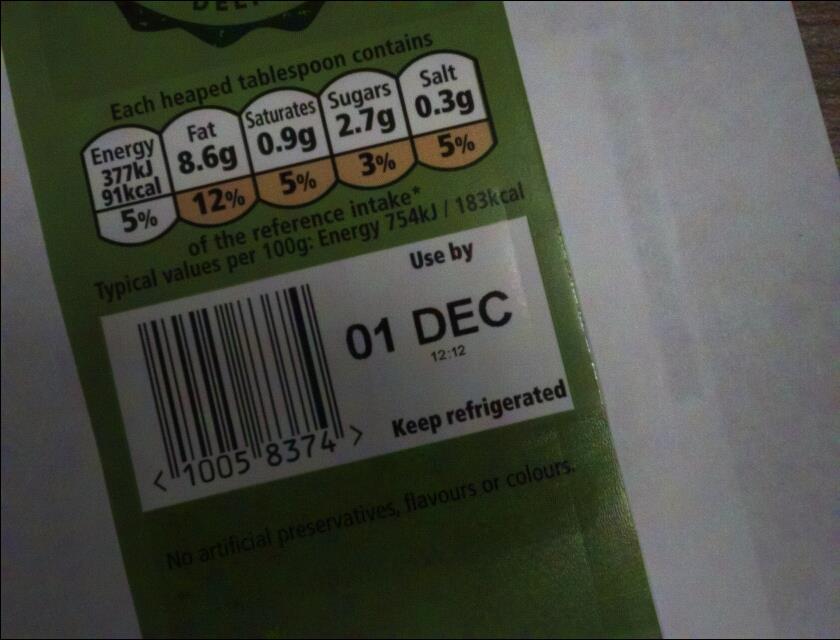 Each heaped tablespoon contains
Energy 377kJ 91kcal 5%
Fat 8.6g 12%
Saturates 0.9g 5%
Sugars 2.7g 3%
Salt 0.3g 5%
of the reference intake*
Typical values per 100g: Energy 754kJ / 183kcal
Use by
01 DEC
12:12
Keep refrigerated
< 1005 8374 >
No artificial preservatives, flavours or colours.